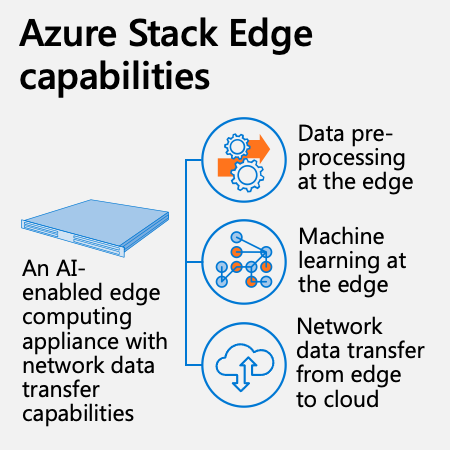 Azure Stack Edge
capabilities
An AI-
enabled edge
computing
appliance with
network data
transfer
capabilities
Data pre-
processing
at the edge
Machine
learning at
the edge
Network
data transfer
from edge
to cloud